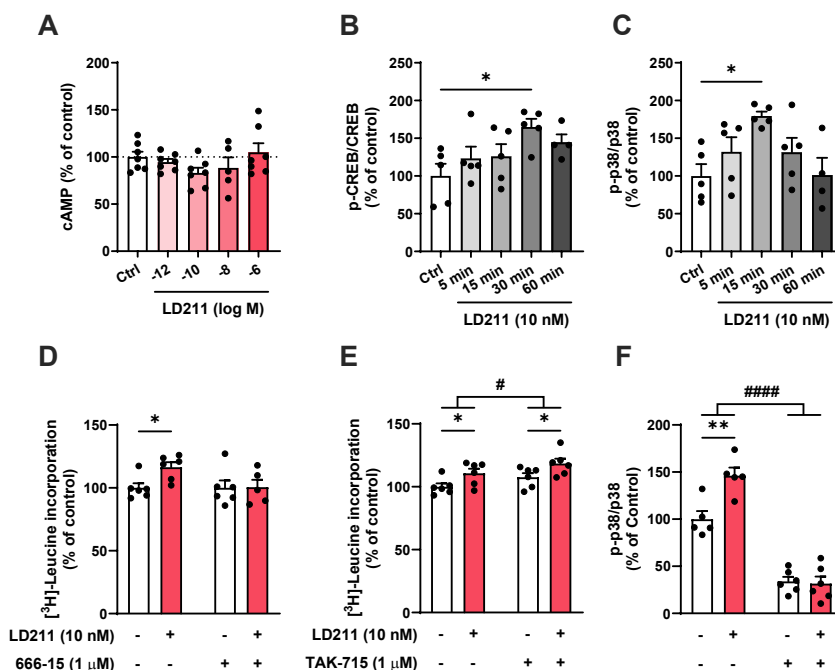 A
cAMP (% of control)
200
150
100
50
0
Ctrl
-12
-10
-8
-6
LD211 (log M)
B
p-CREB/CREB
(% of control)
250
200
150
100
50
0
*
Ctrl
5 min
15 min
30 min
60 min
LD211 (10 nM)
C
p-p38/p38
(% of control)
250
200
150
100
50
0
*
Ctrl
5 min
15 min
30 min
60 min
LD211 (10 nM)
D
[³H]-Leucine incorporation
(% of control)
150
100
50
0
*
LD211 (10 nM) - + - +
666-15 (1 μM) - - + +
E
[³H]-Leucine incorporation
(% of control)
150
100
50
0
#
* *
LD211 (10 nM) - + - +
TAK-715 (1 μM) - - + +
F
p-p38/p38
(% of Control)
200
150
100
50
0
####
**
- + - +
- - + +